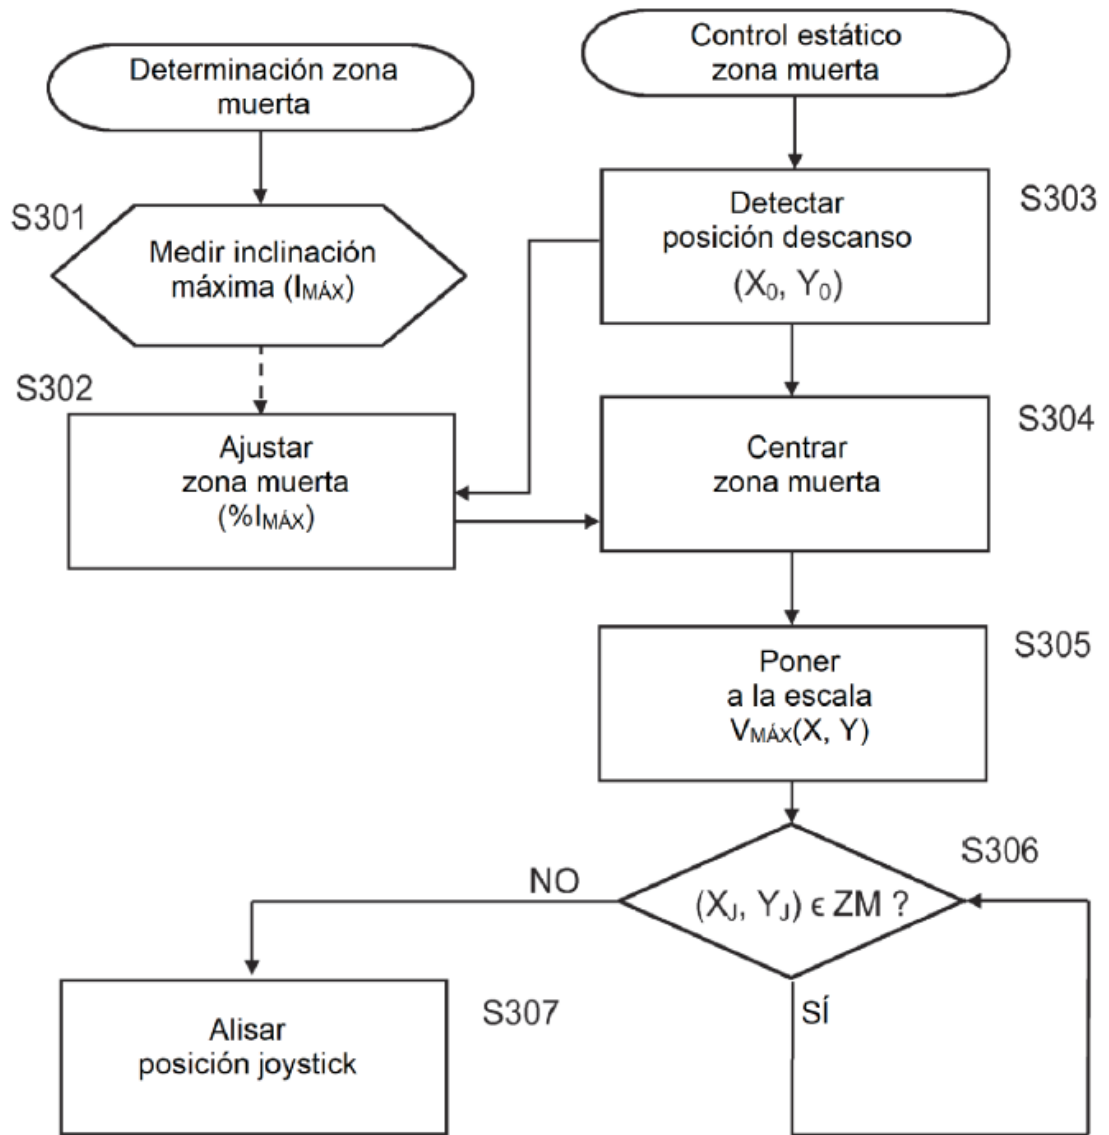 Determinación zona
muerta
Control estático
zona muerta
S301
Medir inclinación
máxima (IMÁX)
S303
Detectar
posición descanso
(X0, Y0)
S302
Ajustar
zona muerta
(%IMÁX)
S304
Centrar
zona muerta
S305
Poner
a la escala
VMÁX(X, Y)
S306
(XJ, YJ) ϵ ZM ?
NO
SÍ
S307
Alisar
posición joystick